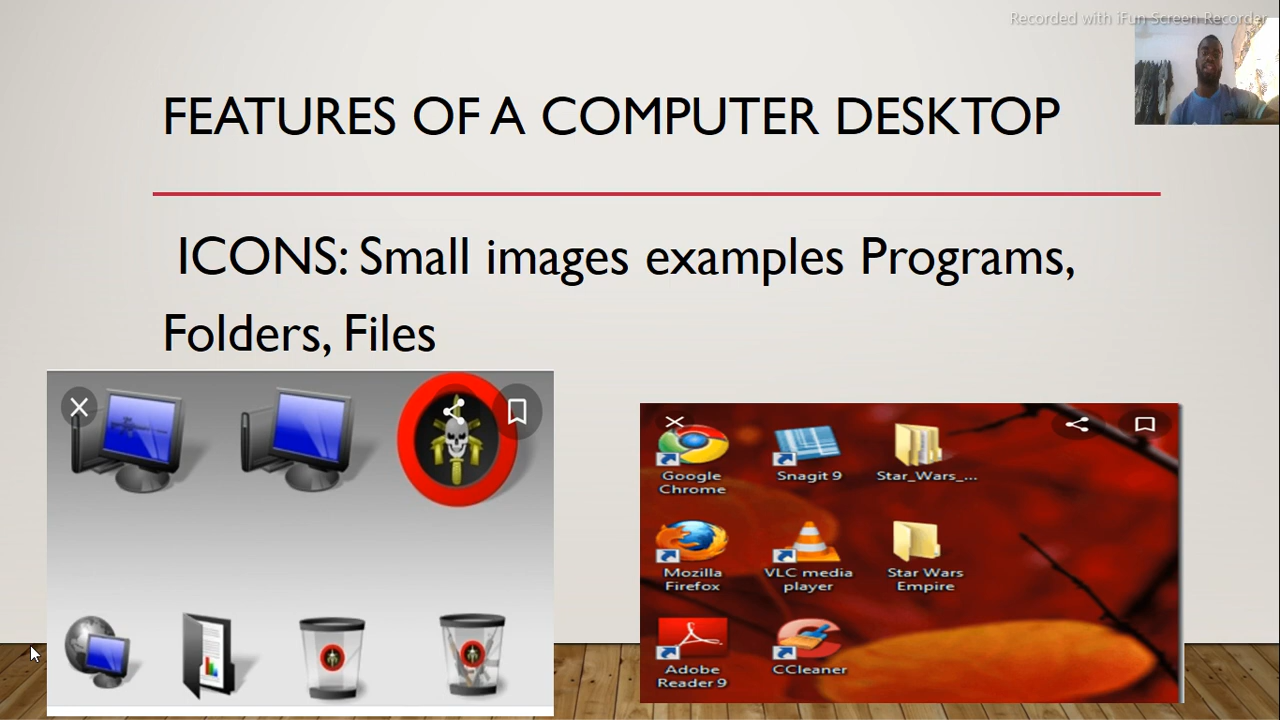 Recorded with iFun Screen Recorder
FEATURES OF A COMPUTER DESKTOP
ICONS: Small images examples Programs,
Folders, Files
Google
Chrome
Snagit 9
Star_Wars_...
Mozilla
Firefox
VLC media
player
Star Wars
Empire
Adobe
Reader 9
CCleaner